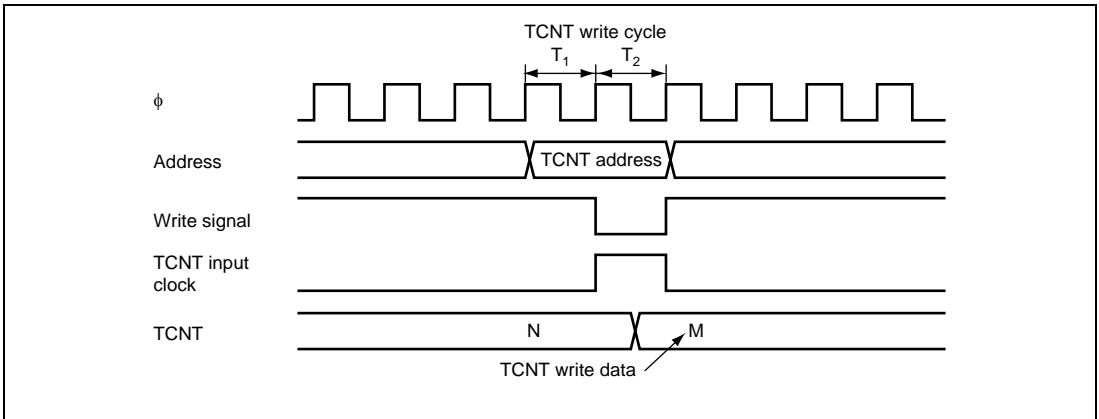 TCNT write cycle
T1 T2
ϕ
Address
TCNT address
Write signal
TCNT input
clock
TCNT
N
M
TCNT write data